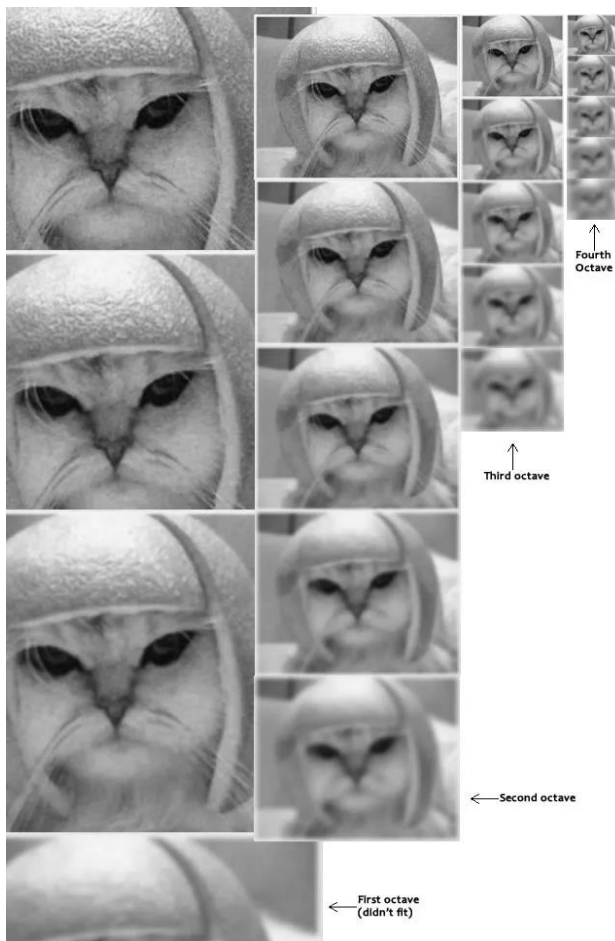 Fourth
Octave
Third octave
Second octave
First octave
(didn't fit)